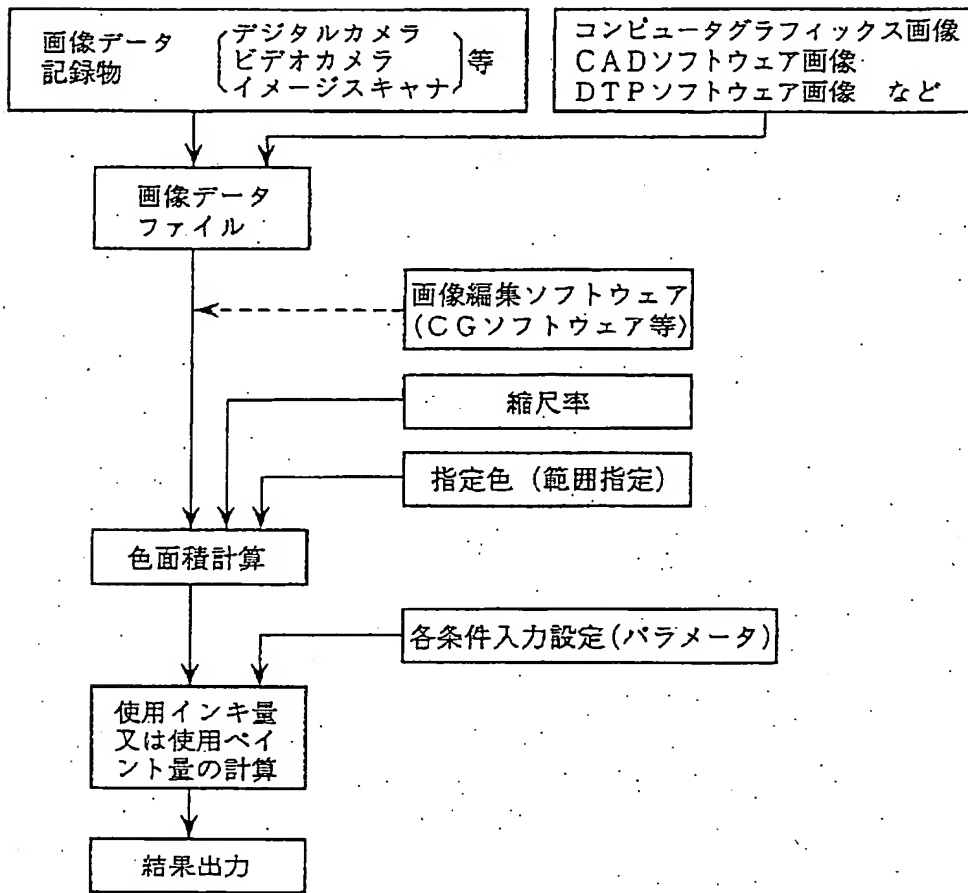 画像データ
記録物
デジタルカメラ
ビデオカメラ
イメージスキャナ
等
コンピュータグラフィックス画像
CADソフトウェア画像
DTPソフトウェア画像 など
画像データ
ファイル
画像編集ソフトウェア
(CGソフトウェア等)
縮尺率
指定色(範囲指定)
色面積計算
各条件入力設定(パラメータ)
使用インキ量
又は使用ペイ
ント量の計算
結果出力